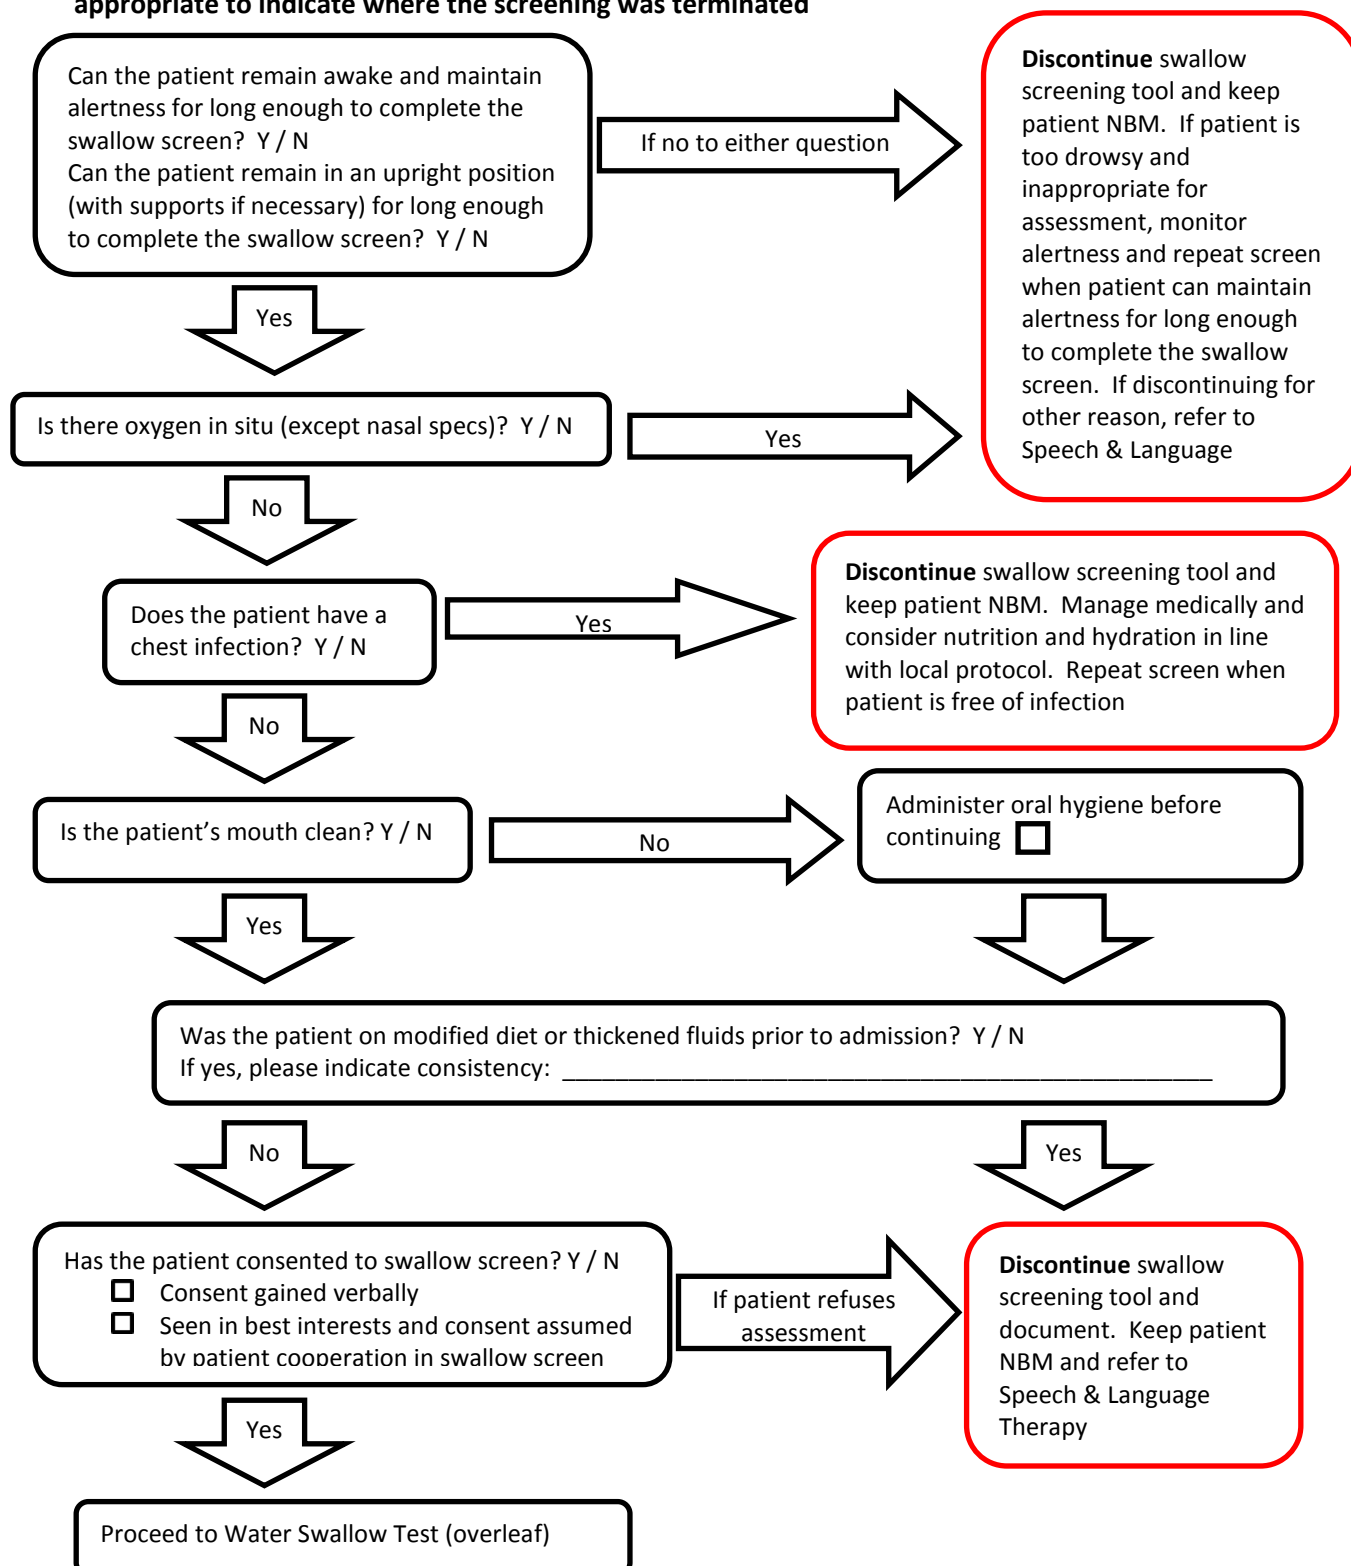 appropriate to indicate where the screening was terminated
Can the patient remain awake and maintain
alertness for long enough to complete the
swallow screen?  Y / N
Can the patient remain in an upright position
(with supports if necessary) for long enough
to complete the swallow screen?  Y / N
If no to either question
Discontinue swallow
screening tool and keep
patient NBM.  If patient is
too drowsy and
inappropriate for
assessment, monitor
alertness and repeat screen
when patient can maintain
alertness for long enough
to complete the swallow
screen.  If discontinuing for
other reason, refer to
Speech & Language
Yes
Is there oxygen in situ (except nasal specs)?  Y / N
Yes
No
Does the patient have a
chest infection?  Y / N
Yes
Discontinue swallow screening tool and
keep patient NBM.  Manage medically and
consider nutrition and hydration in line
with local protocol.  Repeat screen when
patient is free of infection
No
Is the patient’s mouth clean? Y / N
No
Administer oral hygiene before
continuing
Yes
Was the patient on modified diet or thickened fluids prior to admission?  Y / N
If yes, please indicate consistency:  _________________________________________________
No
Yes
Has the patient consented to swallow screen? Y / N
Consent gained verbally
Seen in best interests and consent assumed
by patient cooperation in swallow screen
If patient refuses
assessment
Discontinue swallow
screening tool and
document.  Keep patient
NBM and refer to
Speech & Language
Therapy
Yes
Proceed to Water Swallow Test (overleaf)